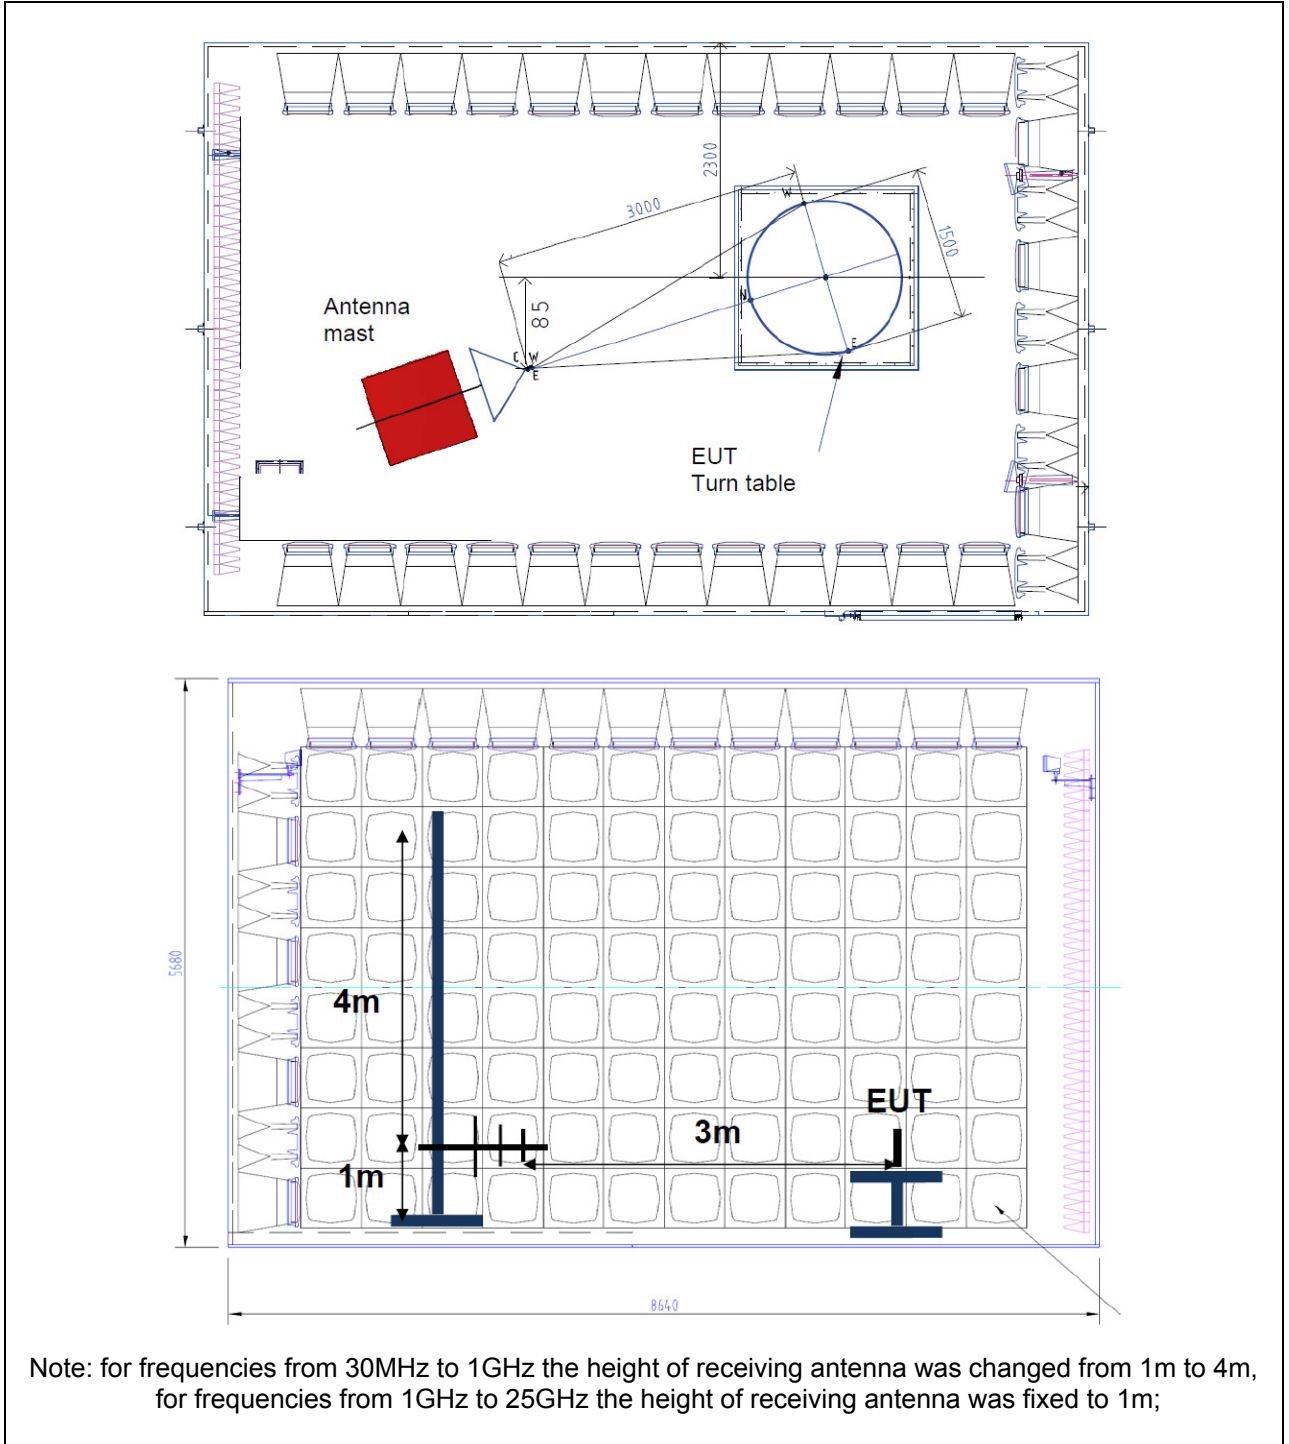 2300
W
3000
1500
N
85
Antenna
mast
C W
E
E
EUT
Turn table
5680
4m
EUT
3m
1m
8640
Note: for frequencies from 30MHz to 1GHz the height of receiving antenna was changed from 1m to 4m,
for frequencies from 1GHz to 25GHz the height of receiving antenna was fixed to 1m;